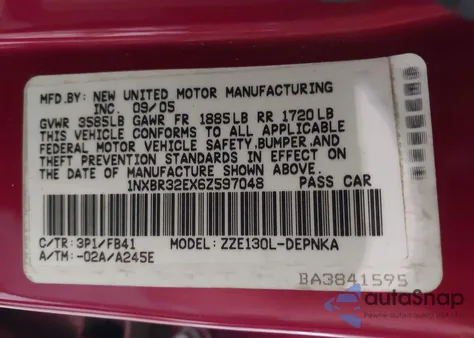 MFD.BY: NEW UNITED MOTOR MANUFACTURING
INC. 09/05
GVWR 3585LB GAWR FR 1885LB RR 1720LB
THIS VEHICLE CONFORMS TO ALL APPLICABLE
FEDERAL MOTOR VEHICLE SAFETY,BUMPER,AND
THEFT PREVENTION STANDARDS IN EFFECT ON
THE DATE OF MANUFACTURE SHOWN ABOVE.
1NXBR32EX6Z597048 PASS CAR
C/TR: 3P1/FB41 MODEL: ZZE130L-DEPNKA
A/TM: -02A/A245E
BA3841595
autoSnap